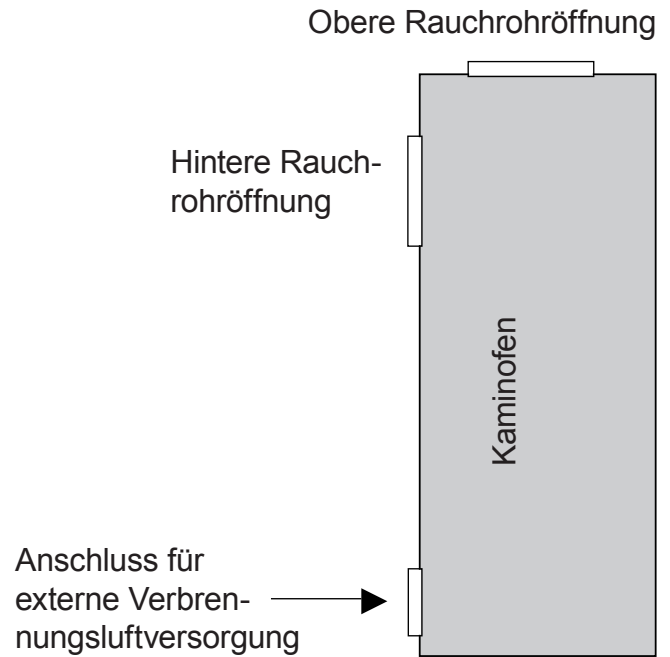 Obere Rauchrohröffnung
Hintere Rauch-
rohröffnung
Kaminofen
Anschluss für
externe Verbren-
nungsluftversorgung